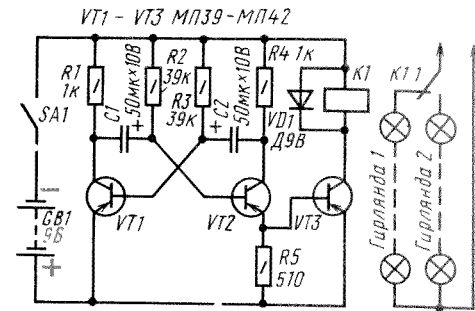 VT1 – VT3 МП39 – МП42
R1
1к
R2
39к
R3
39к
R4 1к
C1
50мк×10В
C2
50мк×10В
VD1
Д9В
K1
K1.1
SA1
GB1
9В
VT1
VT2
VT3
R5
510
Гирлянда 1
Гирлянда 2